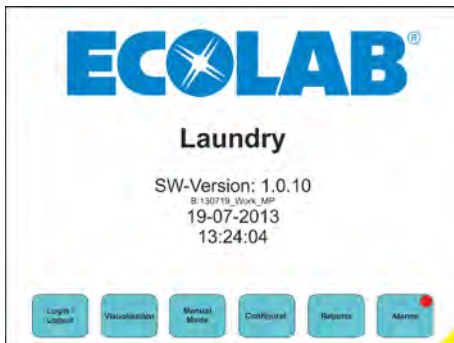 ECOLAB®
Laundry
SW-Version: 1.0.10
B:130719_Work_MP
19-07-2013
13:24:04
Login / Logout
Visualisation
Manual Mode
Configurat
Reports
Alarms